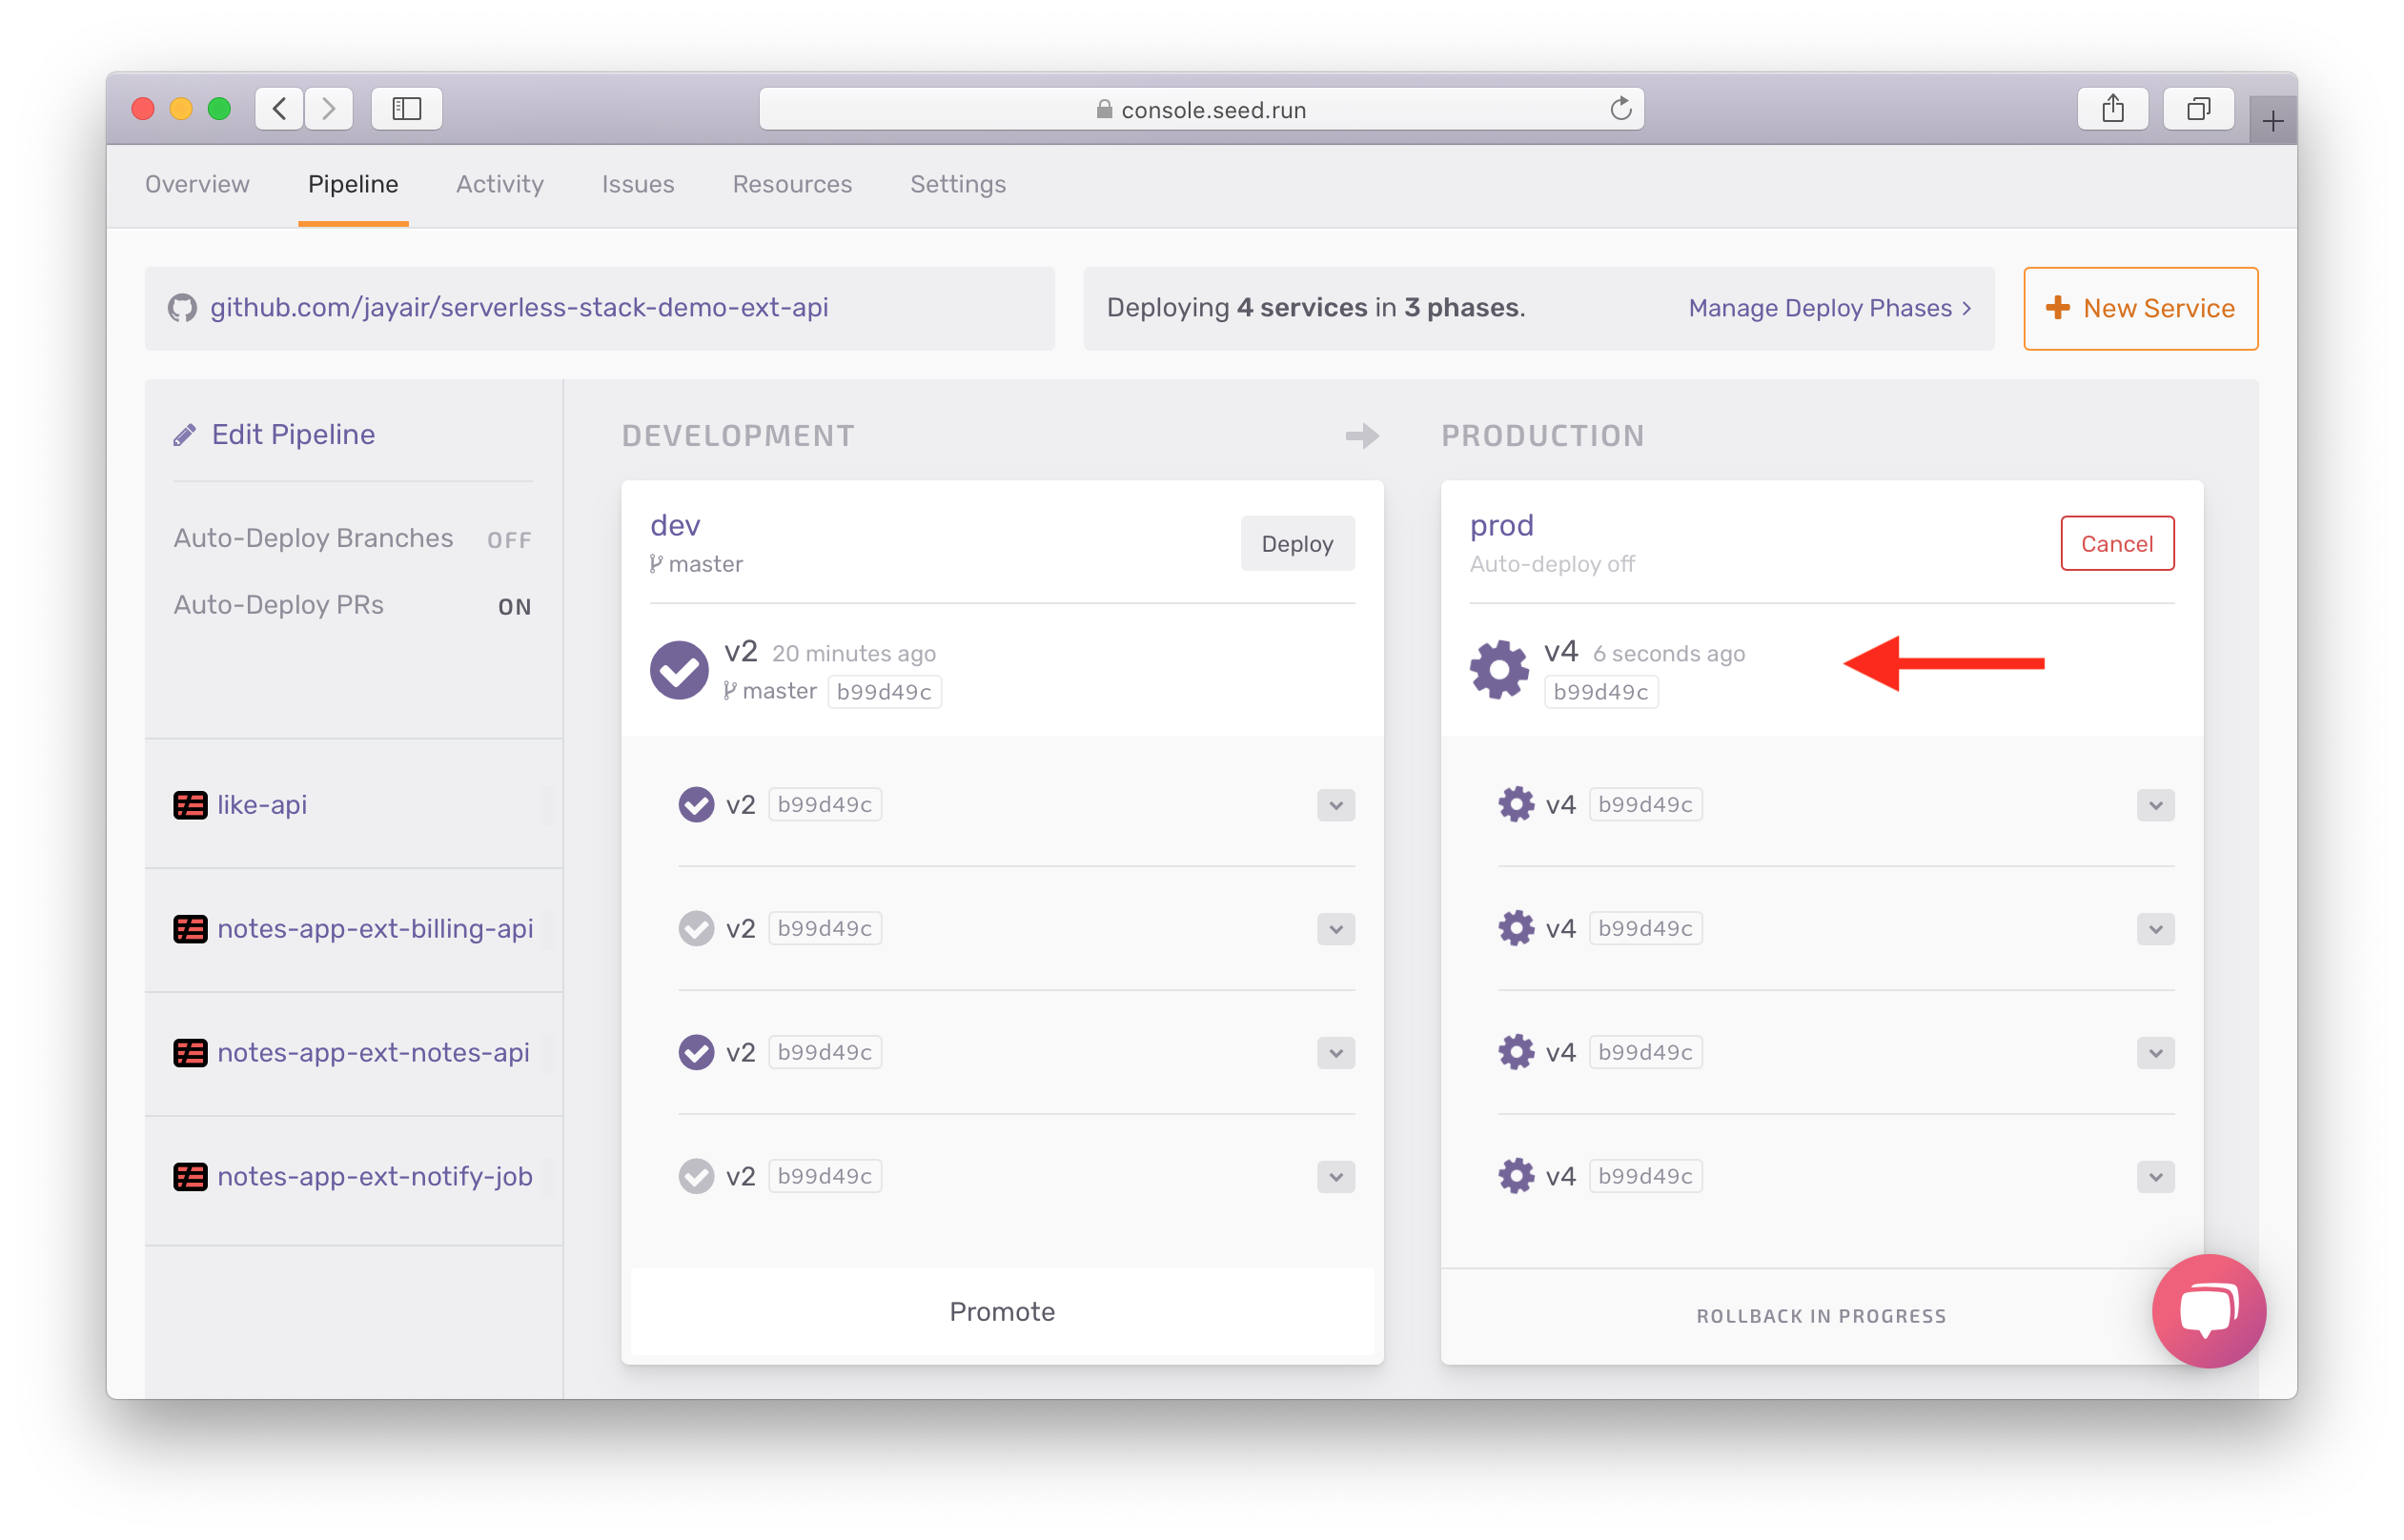 console.seed.run
Overview Pipeline Activity Issues Resources Settings
github.com/jayair/serverless-stack-demo-ext-api
Deploying 4 services in 3 phases.
Manage Deploy Phases
New Service
Edit Pipeline
Auto-Deploy Branches OFF
Auto-Deploy PRs ON
like-api
notes-app-ext-billing-api
notes-app-ext-notes-api
notes-app-ext-notify-job
DEVELOPMENT
dev
master
Deploy
v2 20 minutes ago
master b99d49c
v2 b99d49c
v2 b99d49c
v2 b99d49c
v2 b99d49c
Promote
PRODUCTION
prod
Auto-deploy off
Cancel
v4 6 seconds ago
b99d49c
v4 b99d49c
v4 b99d49c
v4 b99d49c
v4 b99d49c
ROLLBACK IN PROGRESS